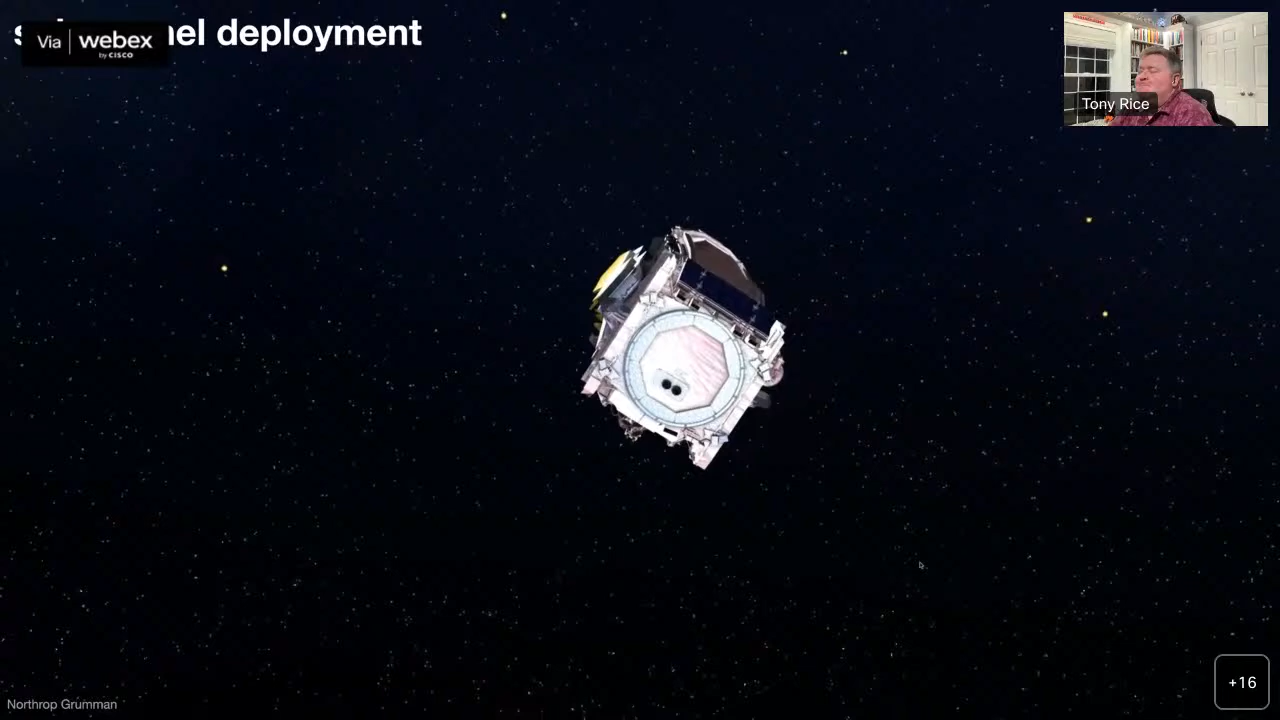 nel deployment
Via webex
by CISCO
Tony Rice
+16
Northrop Grumman